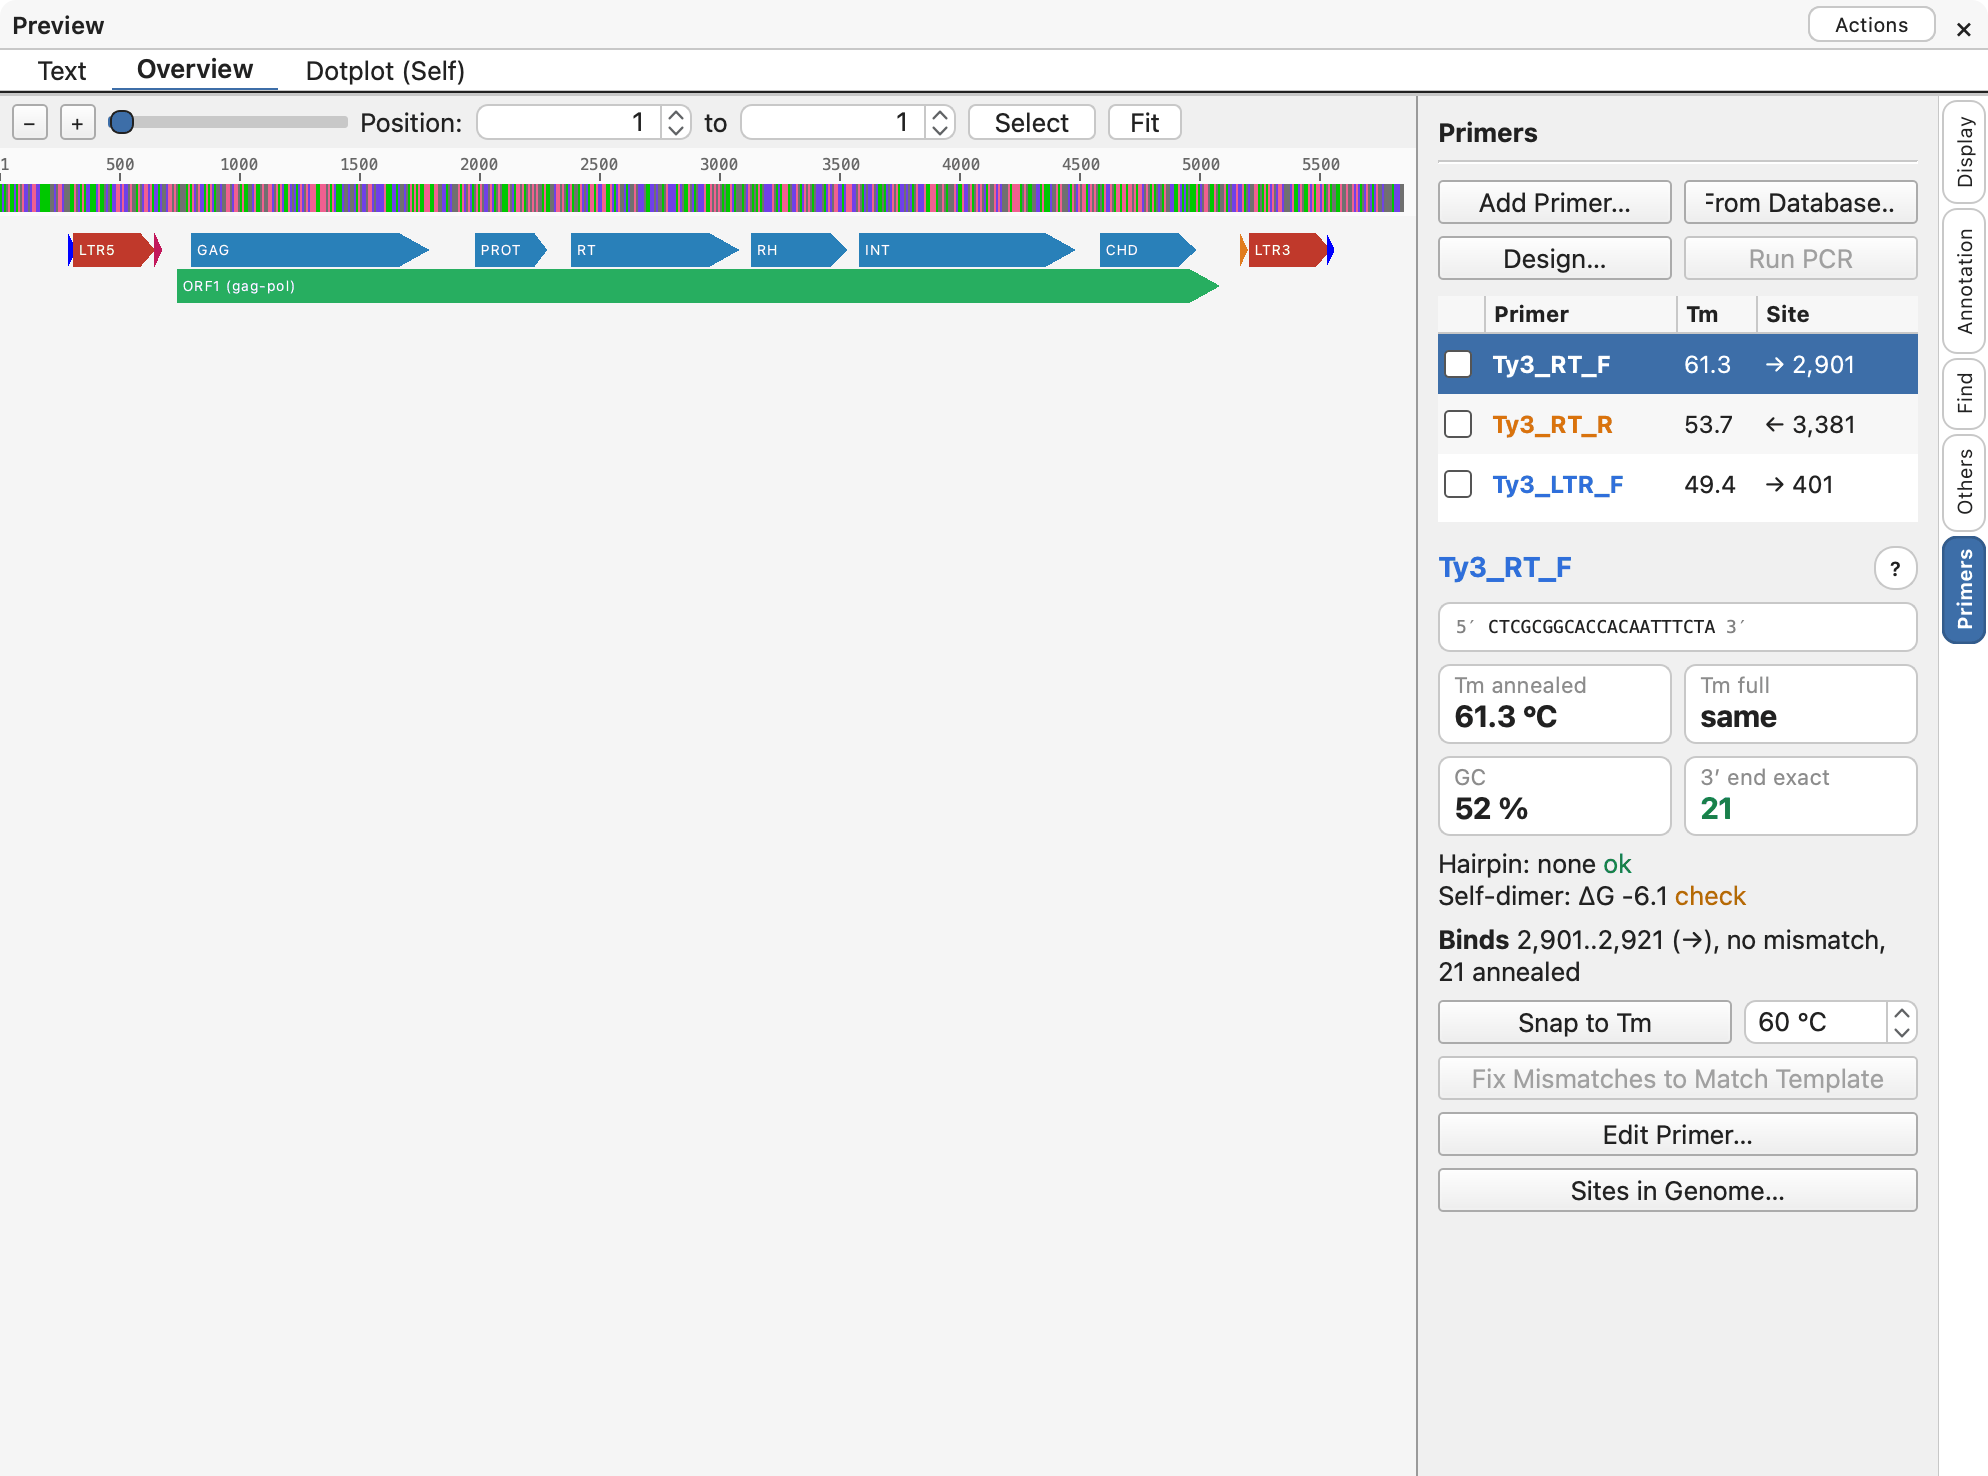 Preview
Actions ×
Text Overview Dotplot (Self)
− + Position: 1 to 1 Select Fit
1 500 1000 1500 2000 2500 3000 3500 4000 4500 5000 5500
LTR5 GAG PROT RT RH INT CHD LTR3
ORF1 (gag-pol)
Primers
Add Primer... From Database..
Design... Run PCR
Primer Tm Site
Ty3_RT_F 61.3 → 2,901
Ty3_RT_R 53.7 ← 3,381
Ty3_LTR_F 49.4 → 401
Ty3_RT_F ?
5′ CTCGCGGCACCACAATTTCTA 3′
Tm annealed Tm full
61.3 °C same
GC 3′ end exact
52 % 21
Hairpin: none ok
Self-dimer: ΔG -6.1 check
Binds 2,901..2,921 (→), no mismatch,
21 annealed
Snap to Tm 60 °C
Fix Mismatches to Match Template
Edit Primer...
Sites in Genome...
Display
Annotation
Find
Others
Primers